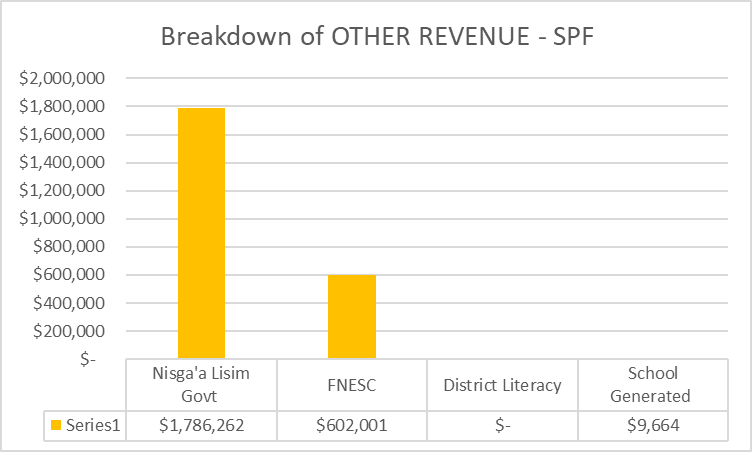 Breakdown of OTHER REVENUE - SPF
$2,000,000
$1,800,000
$1,600,000
$1,400,000
$1,200,000
$1,000,000
$800,000
$600,000
$400,000
$200,000
$-
Nisga'a Lisim
Govt
FNESC
District Literacy
School
Generated
Series1 $1,786,262 $602,001 $- $9,664